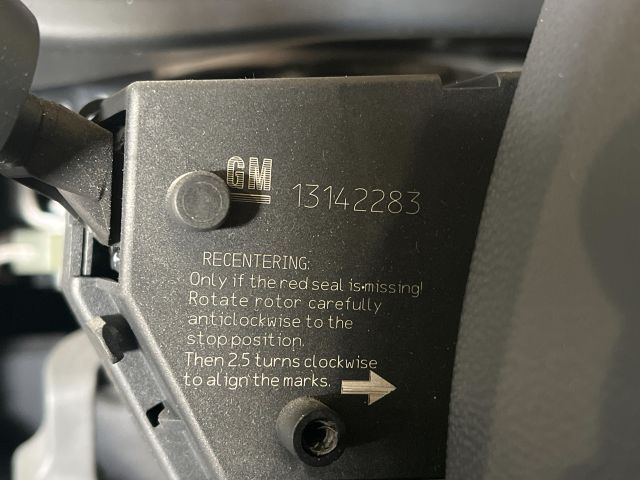 GM 13142283
RECENTERING:
Only if the red seal is missing!
Rotate rotor carefully
anticlockwise to the
stop position.
Then 2.5 turns clockwise
to align the marks.